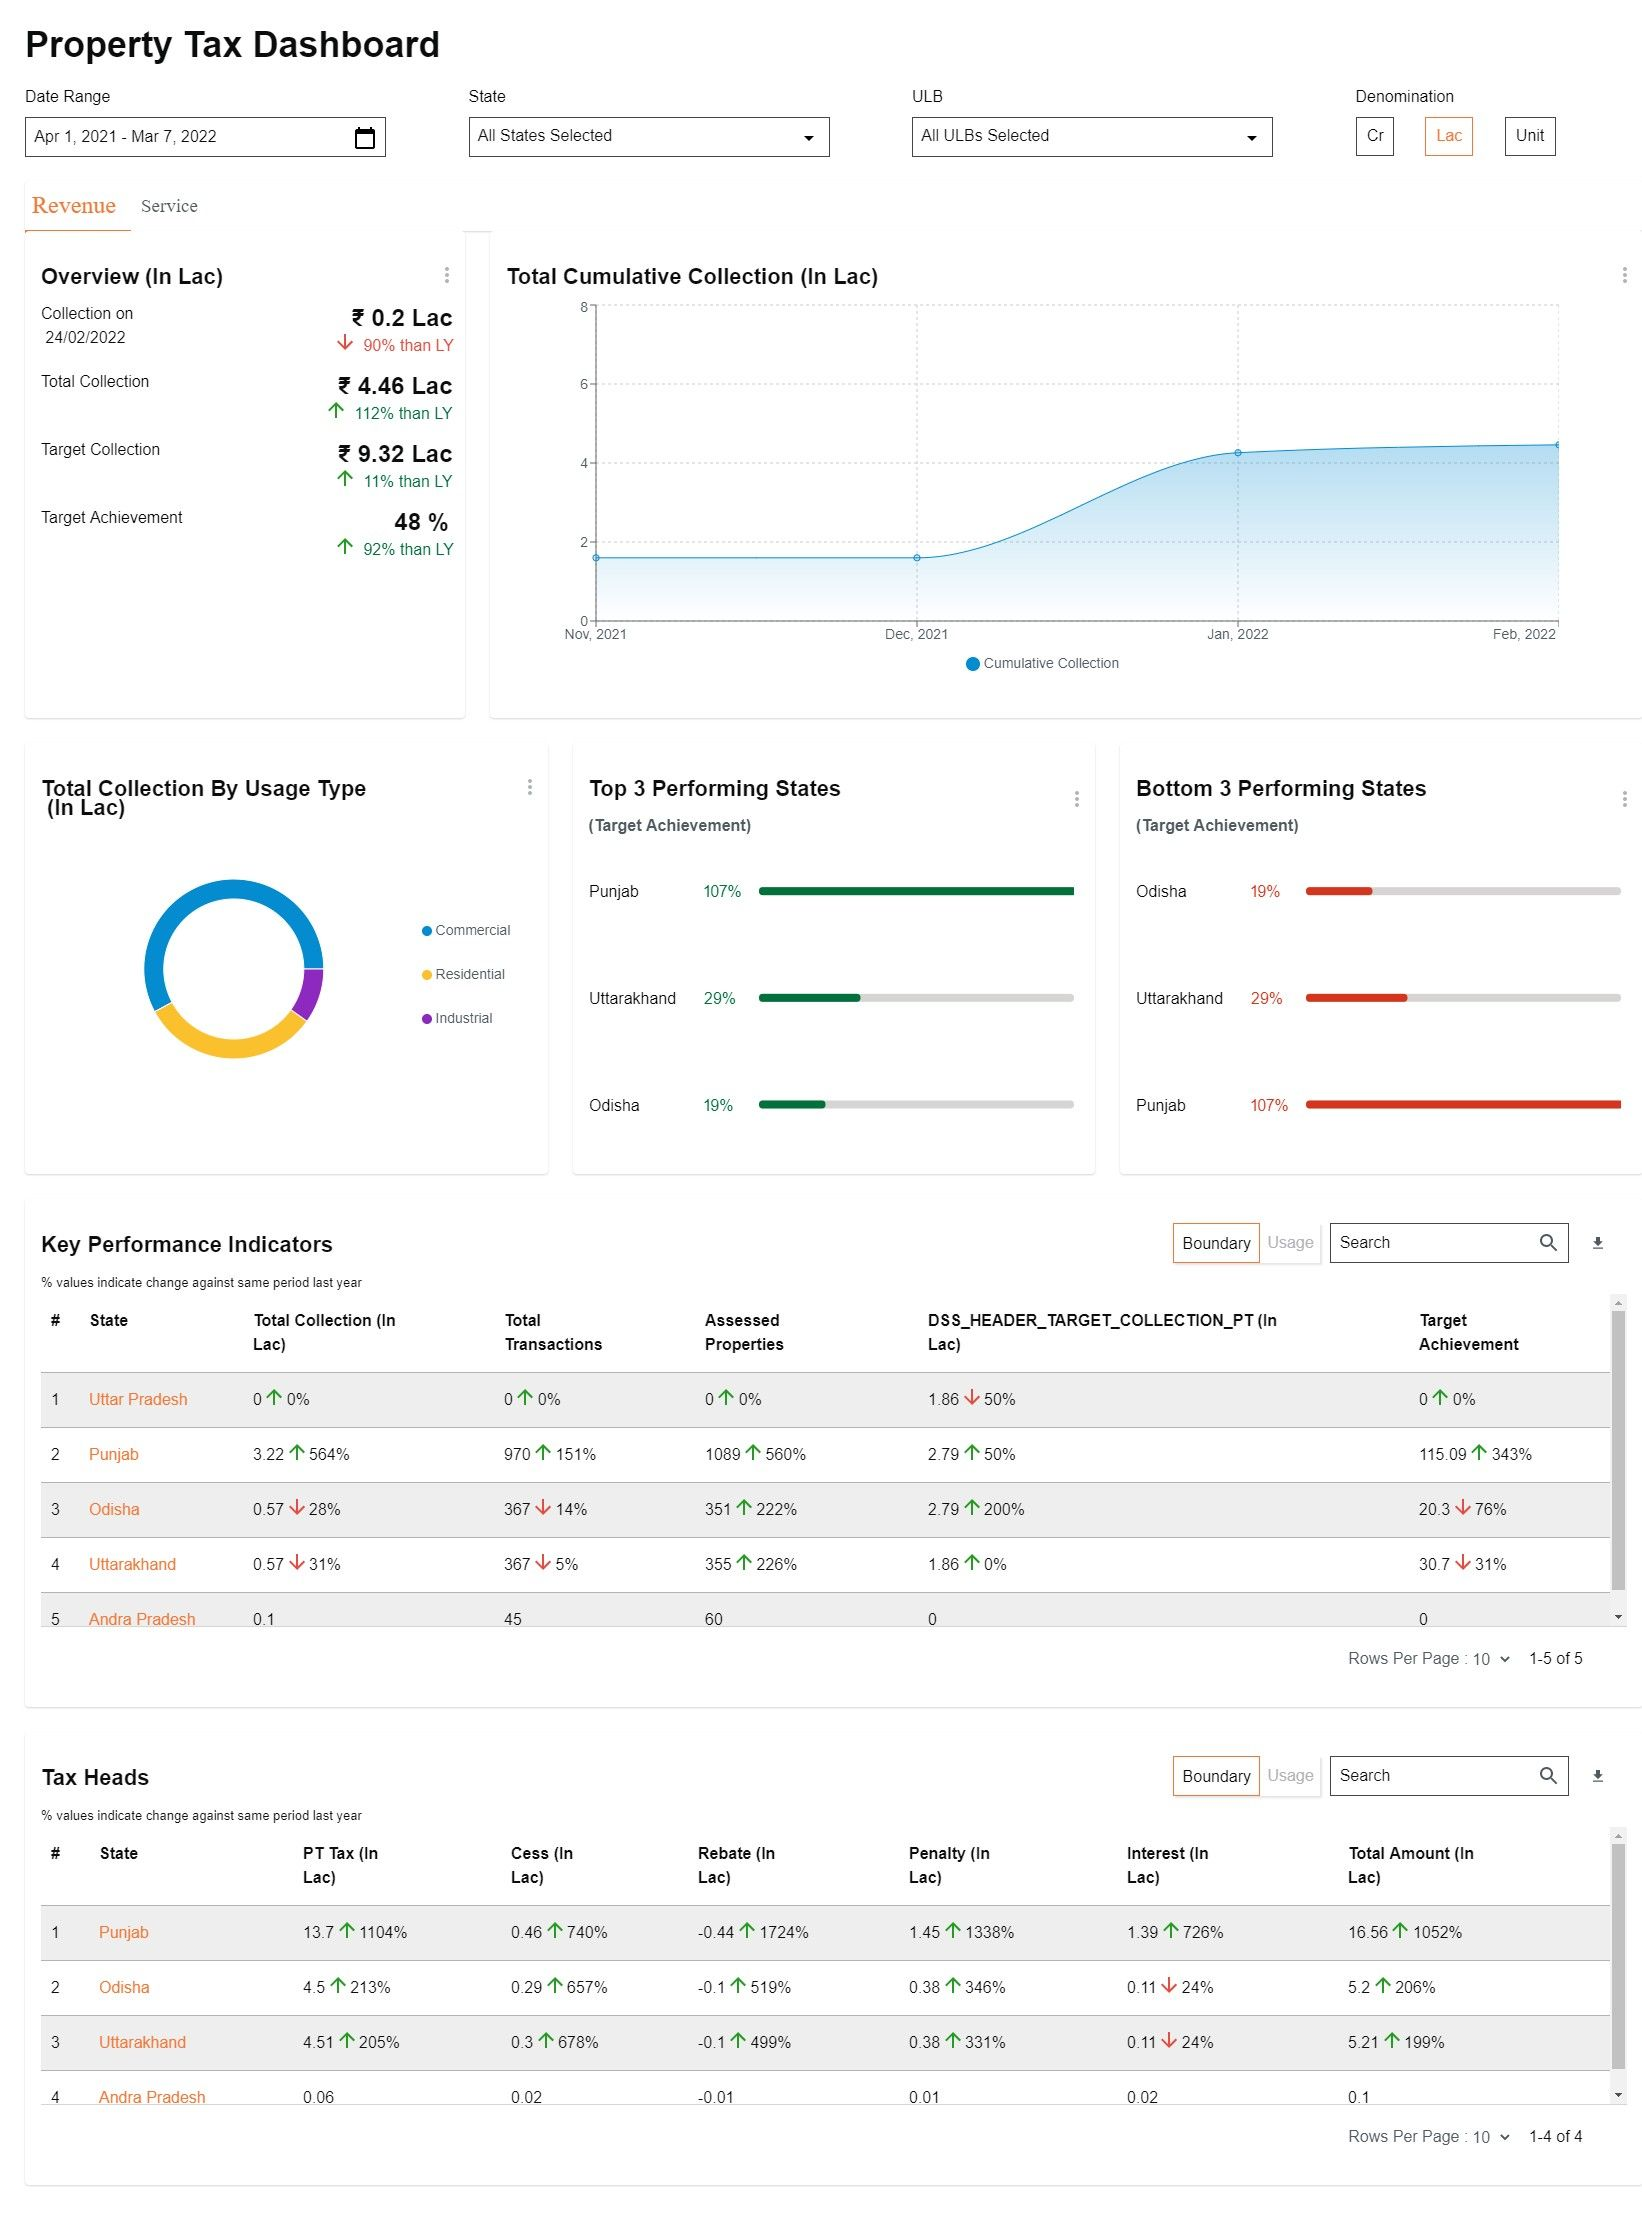 Property Tax Dashboard
Date Range
State
ULB
Denomination
Apr 1, 2021 - Mar 7, 2022
All States Selected
All ULBs Selected
Cr
Lac
Unit
Revenue
Service
Overview (In Lac)
Collection on
24/02/2022
₹ 0.2 Lac
90% than LY
Total Collection
₹ 4.46 Lac
112% than LY
Target Collection
₹ 9.32 Lac
11% than LY
Target Achievement
48 %
92% than LY
Total Cumulative Collection (In Lac)
8
6
4
2
0
Nov, 2021
Dec, 2021
Jan, 2022
Feb, 2022
Cumulative Collection
Total Collection By Usage Type
(In Lac)
Commercial
Residential
Industrial
Top 3 Performing States
(Target Achievement)
Punjab 107%
Uttarakhand 29%
Odisha 19%
Bottom 3 Performing States
(Target Achievement)
Odisha 19%
Uttarakhand 29%
Punjab 107%
Key Performance Indicators
Boundary
Usage
Search
% values indicate change against same period last year
# State Total Collection (In Total Assessed DSS_HEADER_TARGET_COLLECTION_PT (In Target
Lac) Transactions Properties Lac) Achievement
1 Uttar Pradesh 0 ↑ 0% 0 ↑ 0% 0 ↑ 0% 1.86 ↓ 50% 0 ↑ 0%
2 Punjab 3.22 ↑ 564% 970 ↑ 151% 1089 ↑ 560% 2.79 ↑ 50% 115.09 ↑ 343%
3 Odisha 0.57 ↓ 28% 367 ↓ 14% 351 ↑ 222% 2.79 ↑ 200% 20.3 ↓ 76%
4 Uttarakhand 0.57 ↓ 31% 367 ↓ 5% 355 ↑ 226% 1.86 ↑ 0% 30.7 ↓ 31%
5 Andra Pradesh 0.1 45 60 0 0
Rows Per Page : 10 1-5 of 5
Tax Heads
Boundary
Usage
Search
% values indicate change against same period last year
# State PT Tax (In Cess (In Rebate (In Penalty (In Interest (In Total Amount (In
Lac) Lac) Lac) Lac) Lac) Lac)
1 Punjab 13.7 ↑ 1104% 0.46 ↑ 740% -0.44 ↑ 1724% 1.45 ↑ 1338% 1.39 ↑ 726% 16.56 ↑ 1052%
2 Odisha 4.5 ↑ 213% 0.29 ↑ 657% -0.1 ↑ 519% 0.38 ↑ 346% 0.11 ↓ 24% 5.2 ↑ 206%
3 Uttarakhand 4.51 ↑ 205% 0.3 ↑ 678% -0.1 ↑ 499% 0.38 ↑ 331% 0.11 ↓ 24% 5.21 ↑ 199%
4 Andra Pradesh 0.06 0.02 -0.01 0.01 0.02 0.1
Rows Per Page : 10 1-4 of 4